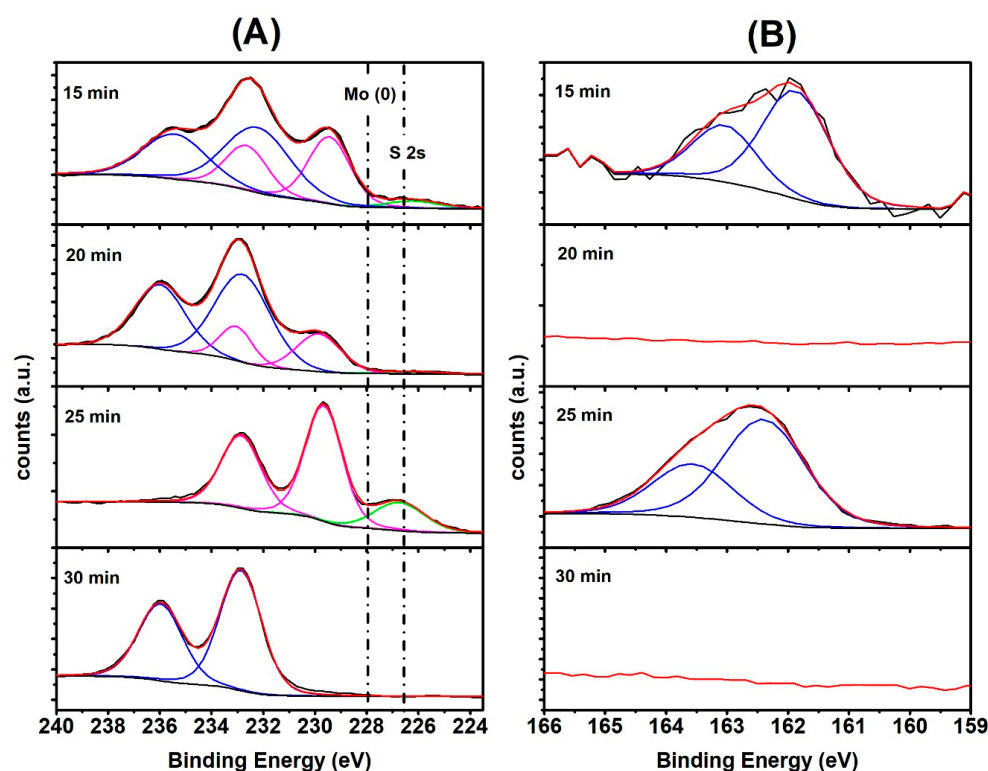 (A) (B)
15 min
Mo (0)
S 2s
20 min
25 min
30 min
15 min
20 min
25 min
30 min
counts (a.u.)
counts (a.u.)
240 238 236 234 232 230 228 226 224
166 165 164 163 162 161 160 159
Binding Energy (eV)
Binding Energy (eV)